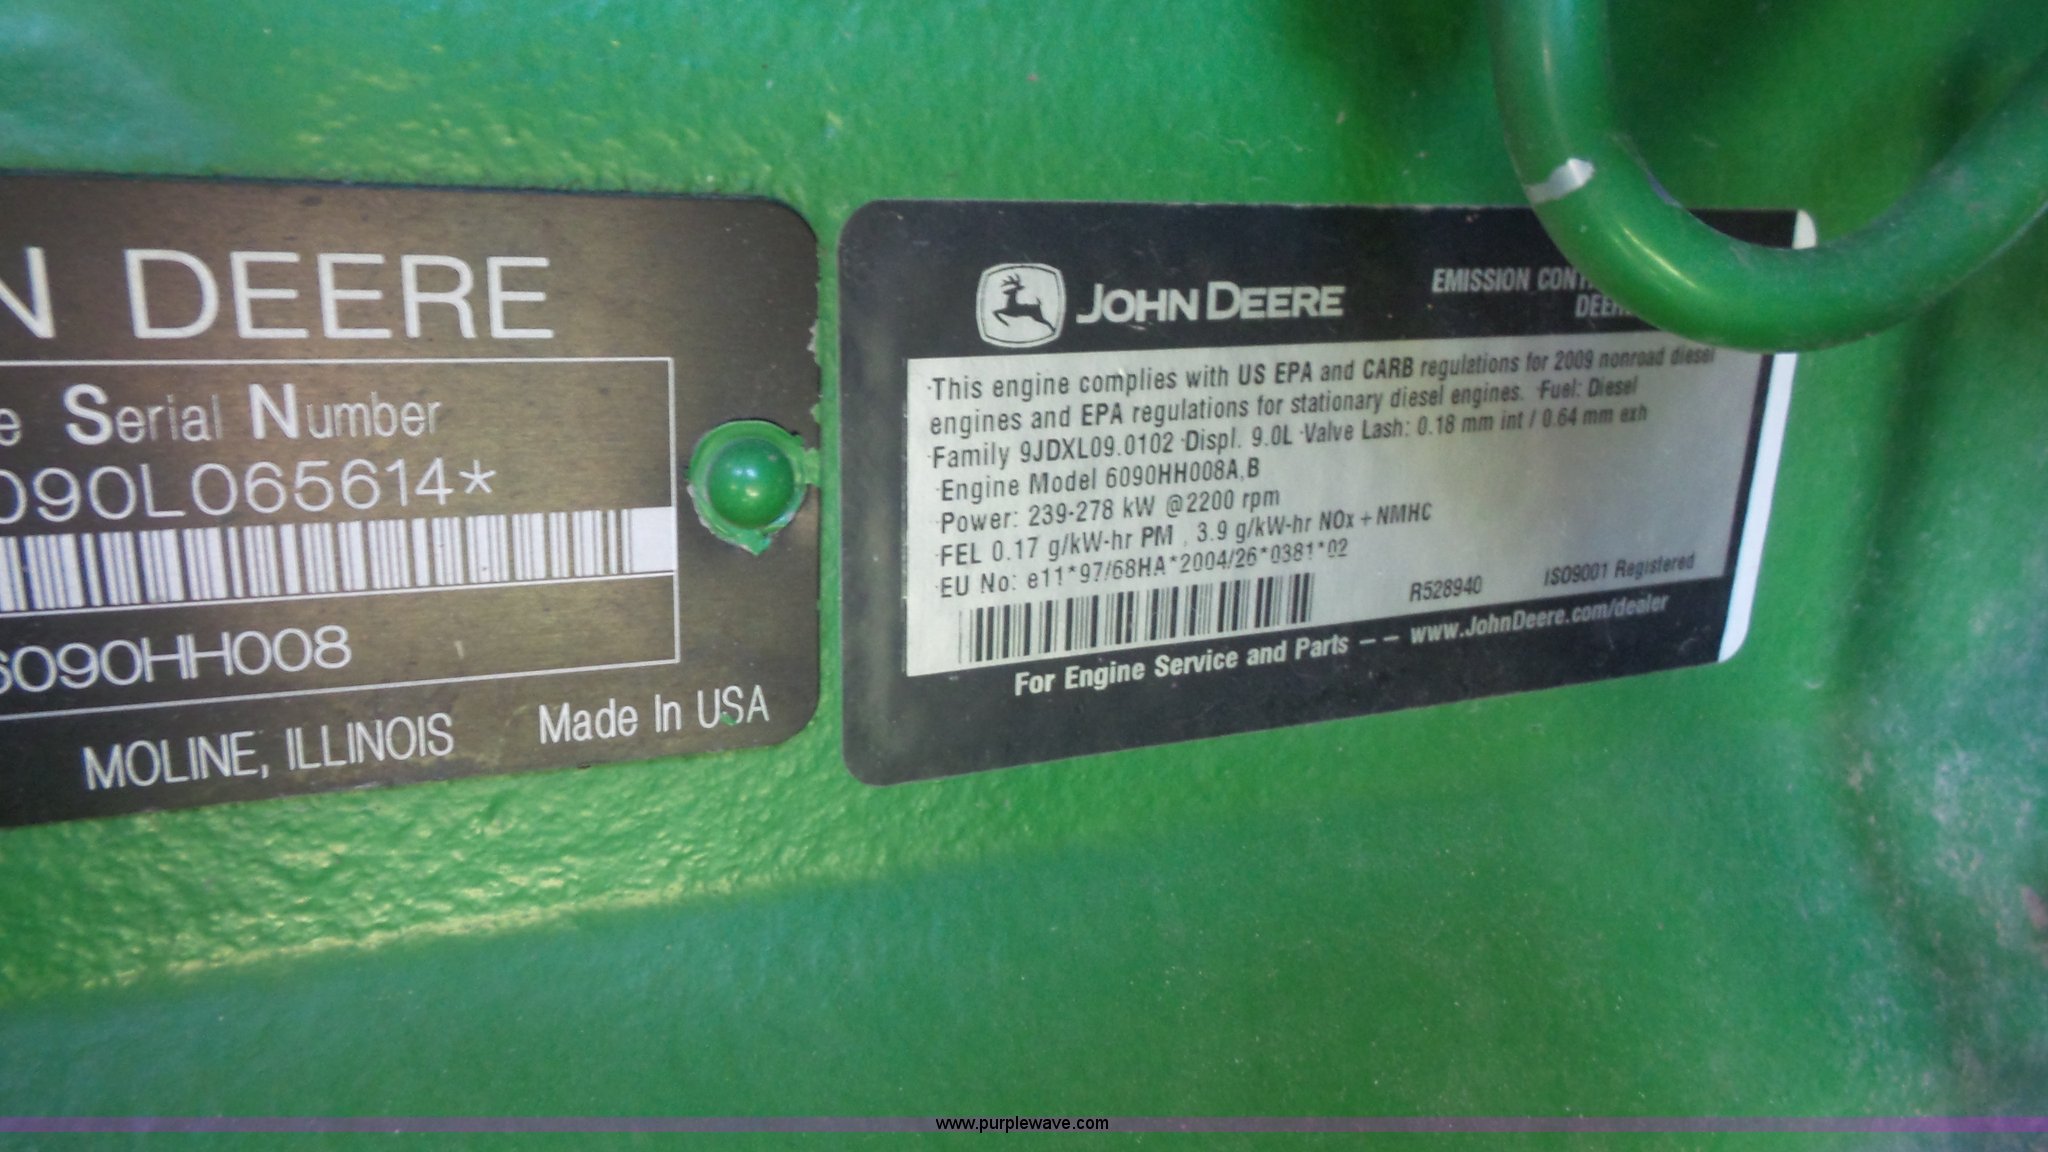 N DEERE
e Serial Number
090L065614*
6090HH008
MOLINE, ILLINOIS Made In USA
JOHN DEERE
EMISSION CONT
DEER
·This engine complies with US EPA and CARB regulations for 2009 nonroad diesel
engines and EPA regulations for stationary diesel engines. ·Fuel: Diesel
·Family 9JDXL09.0102 ·Displ. 9.0L ·Valve Lash: 0.18 mm int / 0.64 mm exh
·Engine Model 6090HH008A,B
·Power: 239-278 kW @2200 rpm
·FEL 0.17 g/kW-hr PM , 3.9 g/kW-hr NOx + NMHC
·EU No: e11*97/68HA*2004/26*0381*02
R528940 ISO9001 Registered
For Engine Service and Parts – – www.JohnDeere.com/dealer
www.purplewave.com